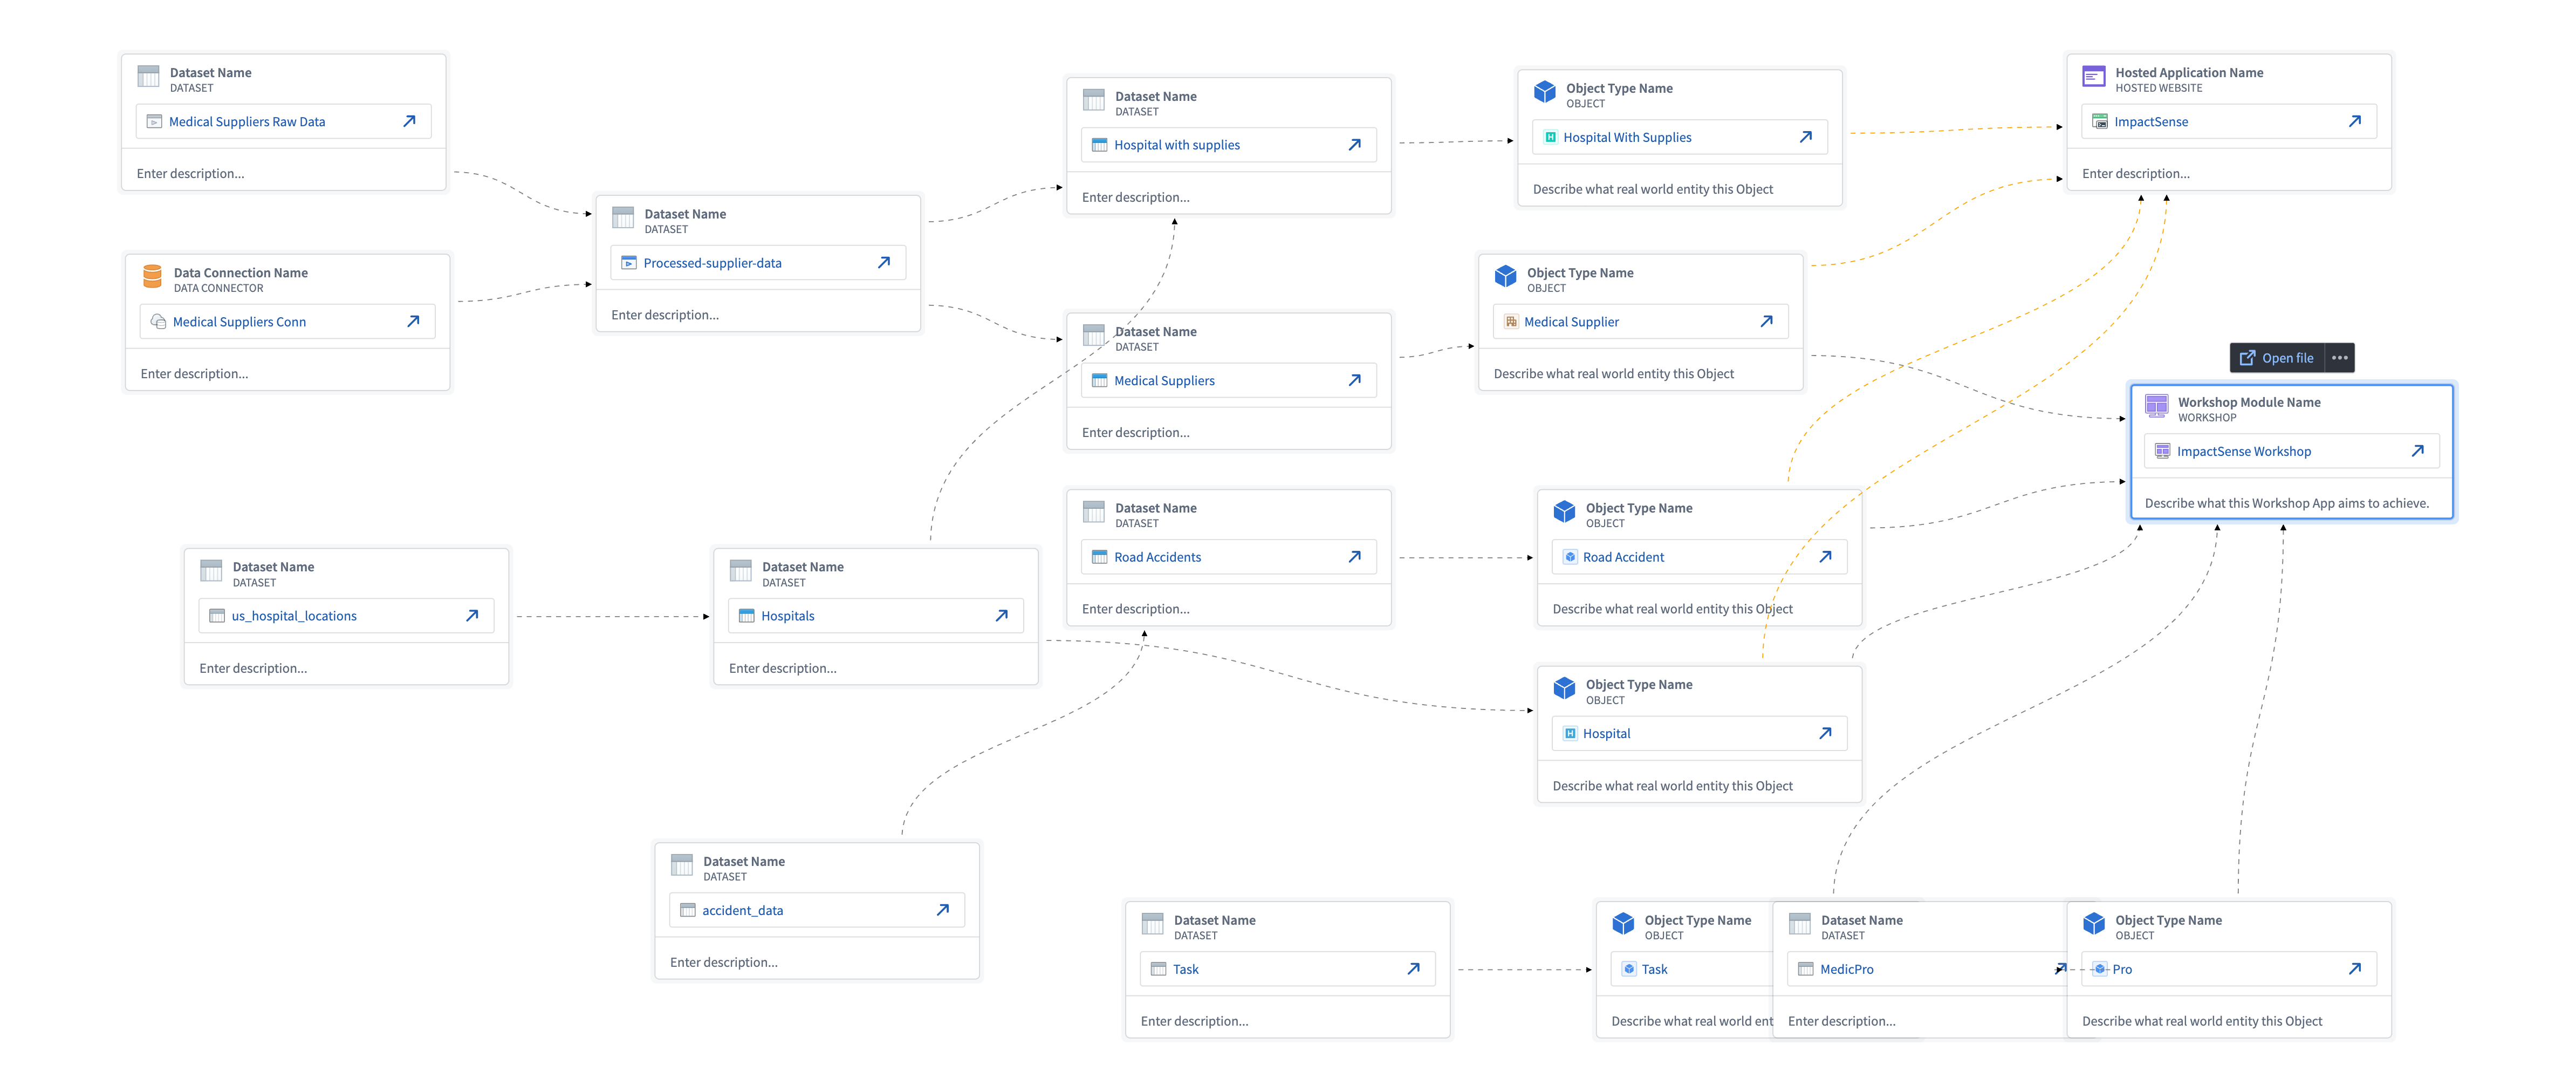 Dataset Name
DATASET
Medical Suppliers Raw Data
Enter description...
Data Connection Name
DATA CONNECTOR
Medical Suppliers Conn
Enter description...
Dataset Name
DATASET
Processed-supplier-data
Enter description...
Dataset Name
DATASET
Hospital with supplies
Enter description...
Dataset Name
DATASET
Medical Suppliers
Enter description...
Object Type Name
OBJECT
Hospital With Supplies
Describe what real world entity this Object
Object Type Name
OBJECT
Medical Supplier
Describe what real world entity this Object
Hosted Application Name
HOSTED WEBSITE
ImpactSense
Enter description...
Open file
Workshop Module Name
WORKSHOP
ImpactSense Workshop
Describe what this Workshop App aims to achieve.
Dataset Name
DATASET
us_hospital_locations
Enter description...
Dataset Name
DATASET
Hospitals
Enter description...
Dataset Name
DATASET
Road Accidents
Enter description...
Object Type Name
OBJECT
Road Accident
Describe what real world entity this Object
Object Type Name
OBJECT
Hospital
Describe what real world entity this Object
Dataset Name
DATASET
accident_data
Enter description...
Dataset Name
DATASET
Task
Enter description...
Object Type Name
OBJECT
Task
Describe what real world ent
Dataset Name
DATASET
MedicPro
Enter description...
Object Type Name
OBJECT
Pro
Describe what real world entity this Object